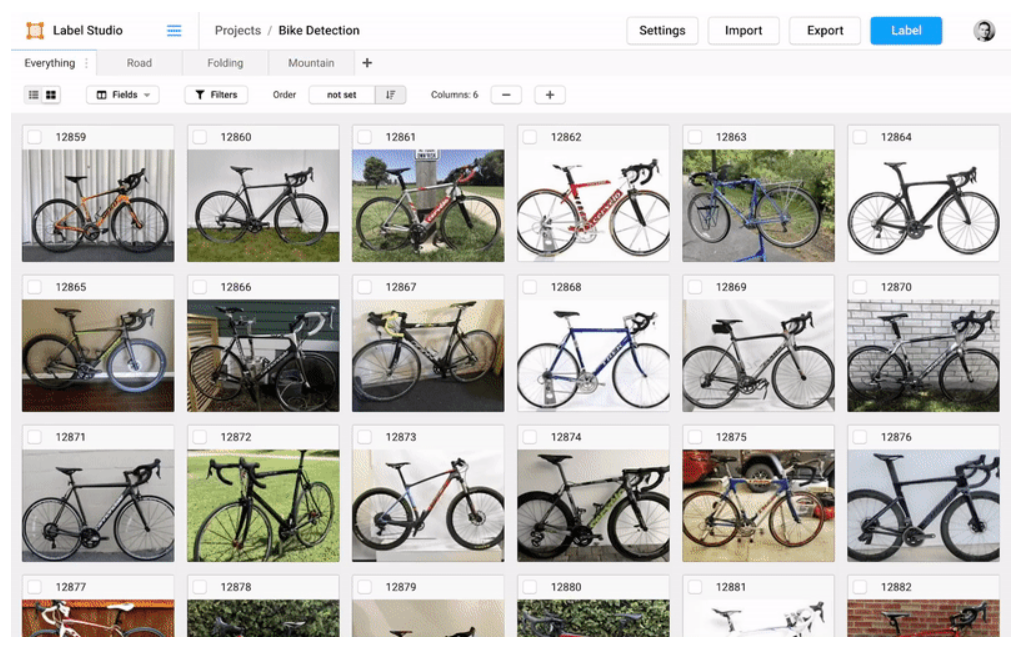 Label Studio
Projects / Bike Detection
Settings
Import
Export
Label
Everything
Road
Folding
Mountain
+
Fields
Filters
Order
not set
Columns: 6
−
+
12859
12860
12861
12862
12863
12864
12865
12866
12867
12868
12869
12870
12871
12872
12873
12874
12875
12876
12877
12878
12879
12880
12881
12882